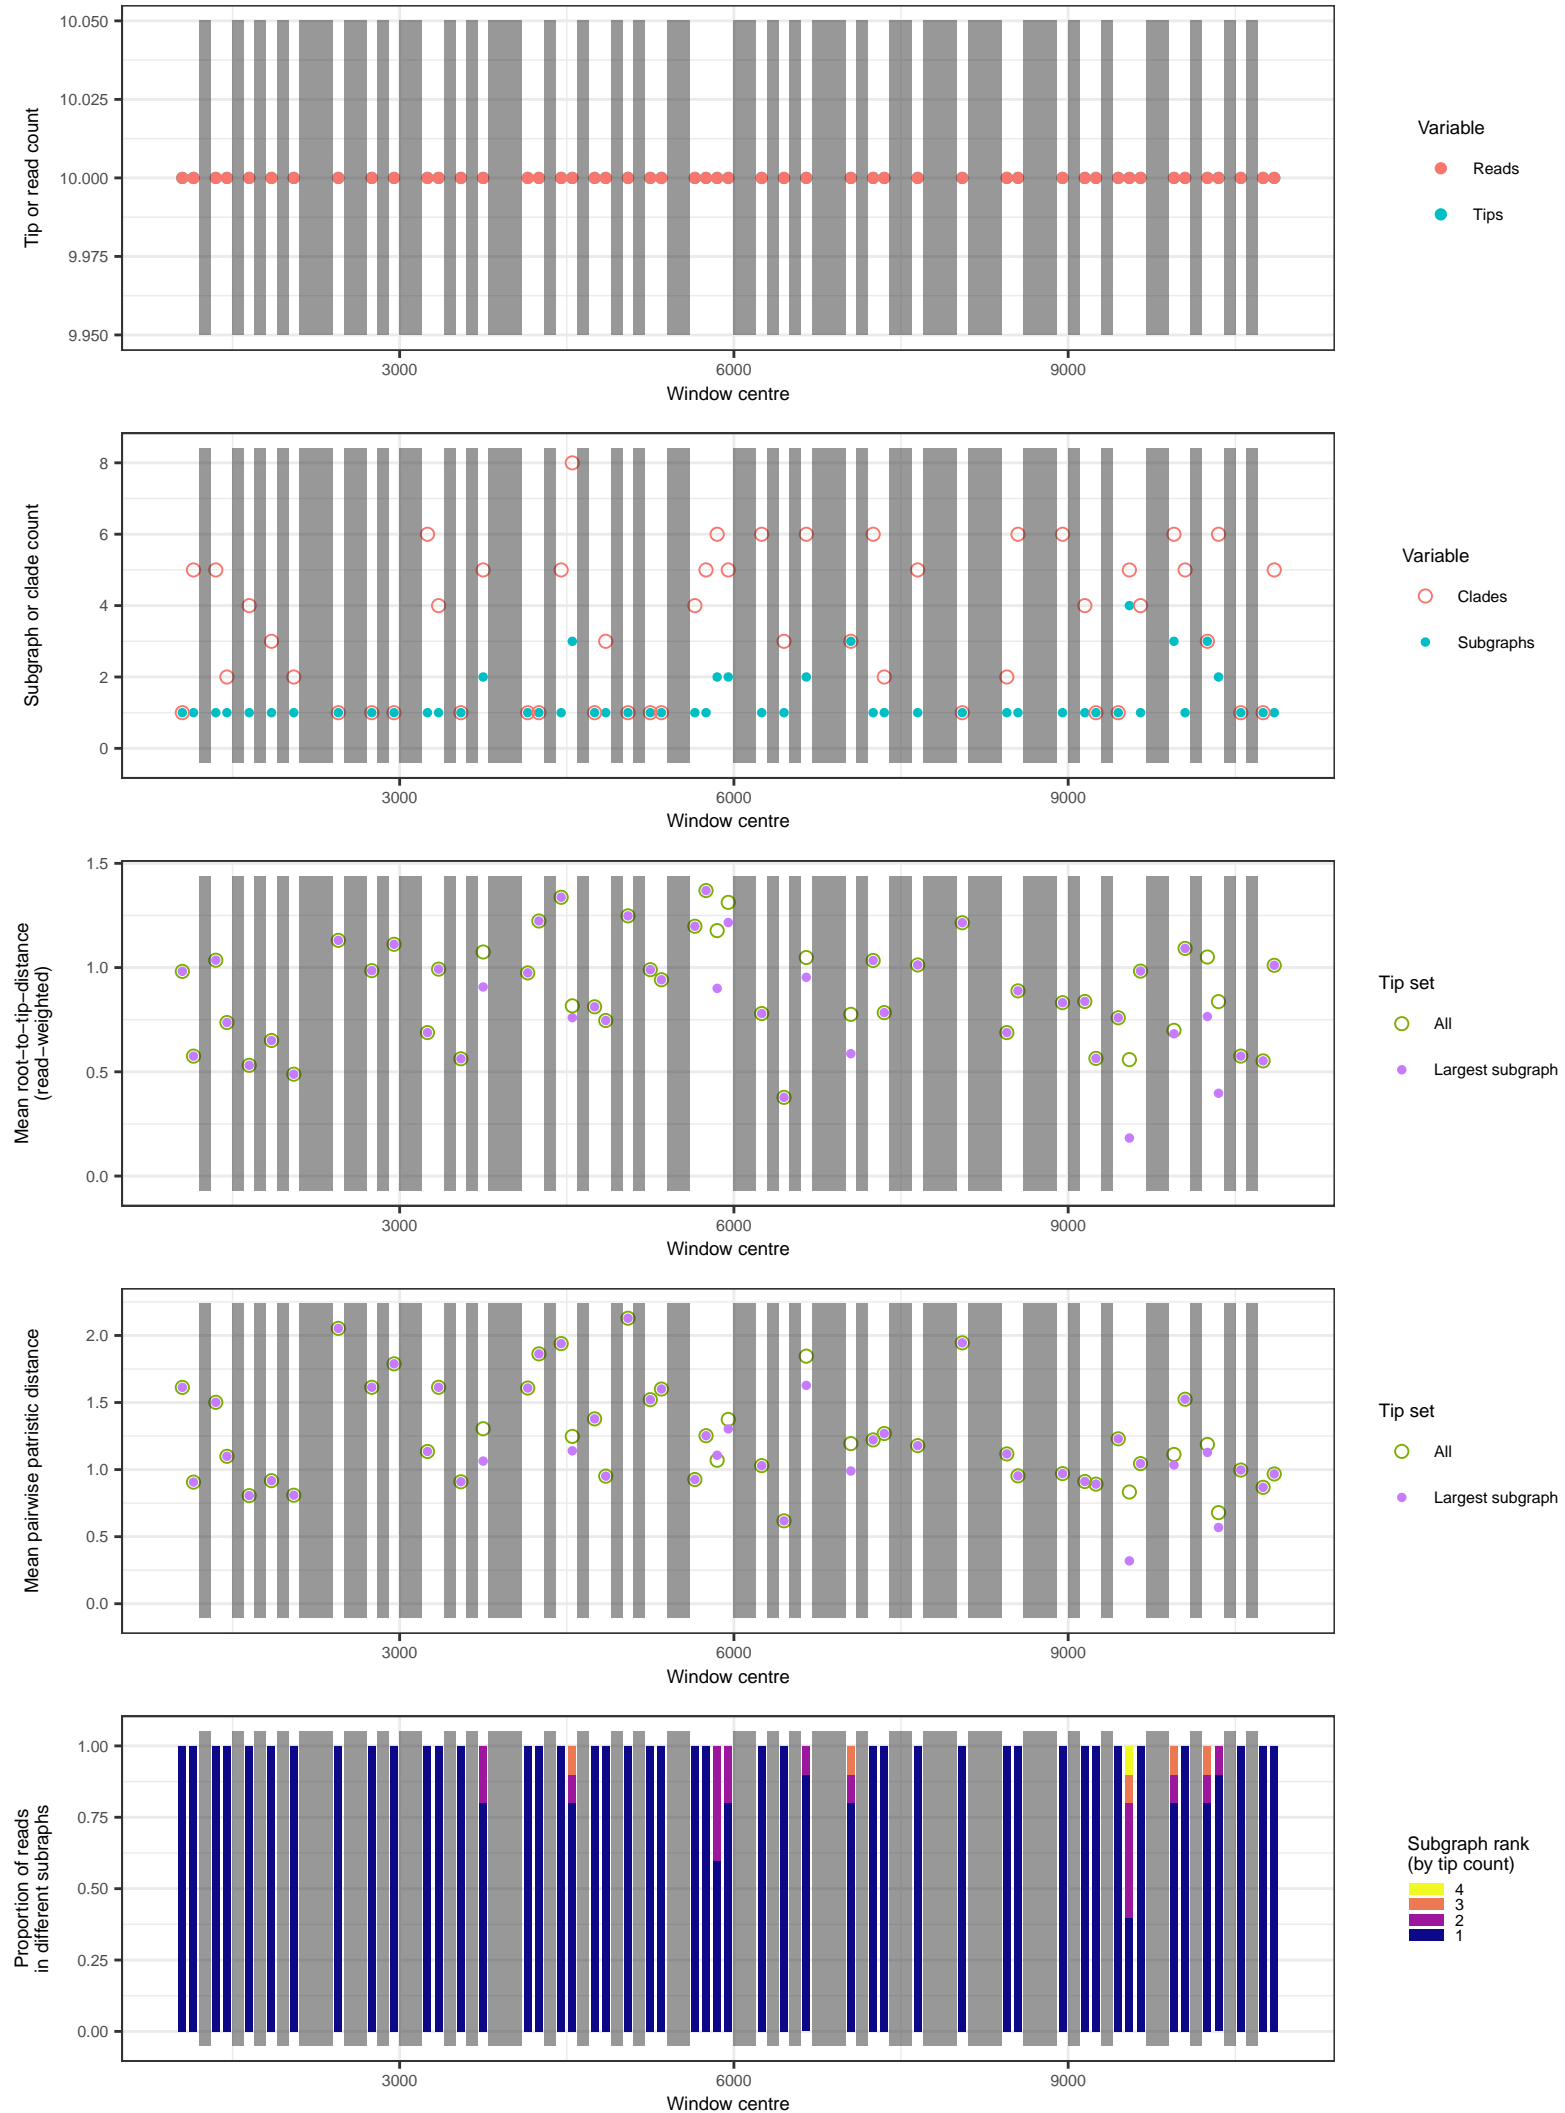 10.050
10.025
10.000
9.975
9.950
Tip or read count
3000 6000 9000
Window centre
Variable
Reads
Tips
8
6
4
2
0
Subgraph or clade count
3000 6000 9000
Window centre
Variable
Clades
Subgraphs
1.5
1.0
0.5
0.0
Mean root−to−tip−distance
(read−weighted)
3000 6000 9000
Window centre
Tip set
All
Largest subgraph
2.0
1.5
1.0
0.5
0.0
Mean pairwise patristic distance
3000 6000 9000
Window centre
Tip set
All
Largest subgraph
1.00
0.75
0.50
0.25
0.00
Proportion of reads
in different subraphs
3000 6000 9000
Window centre
Subgraph rank
(by tip count)
4
3
2
1